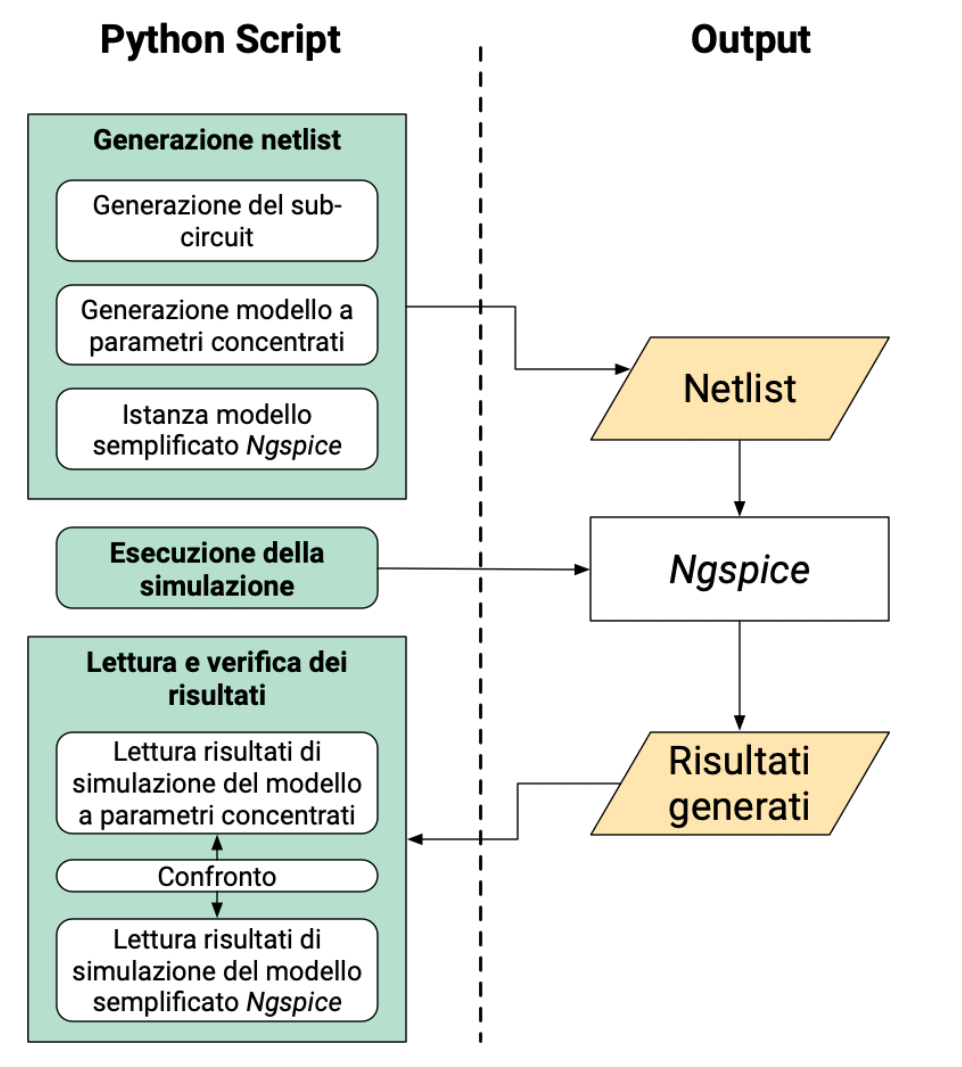 Python Script
Output
Generazione netlist
Generazione del sub-
circuit
Generazione modello a
parametri concentrati
Istanza modello
semplificato Ngspice
Netlist
Esecuzione della
simulazione
Ngspice
Lettura e verifica dei
risultati
Lettura risultati di
simulazione del modello
a parametri concentrati
Confronto
Lettura risultati di
simulazione del modello
semplificato Ngspice
Risultati
generati